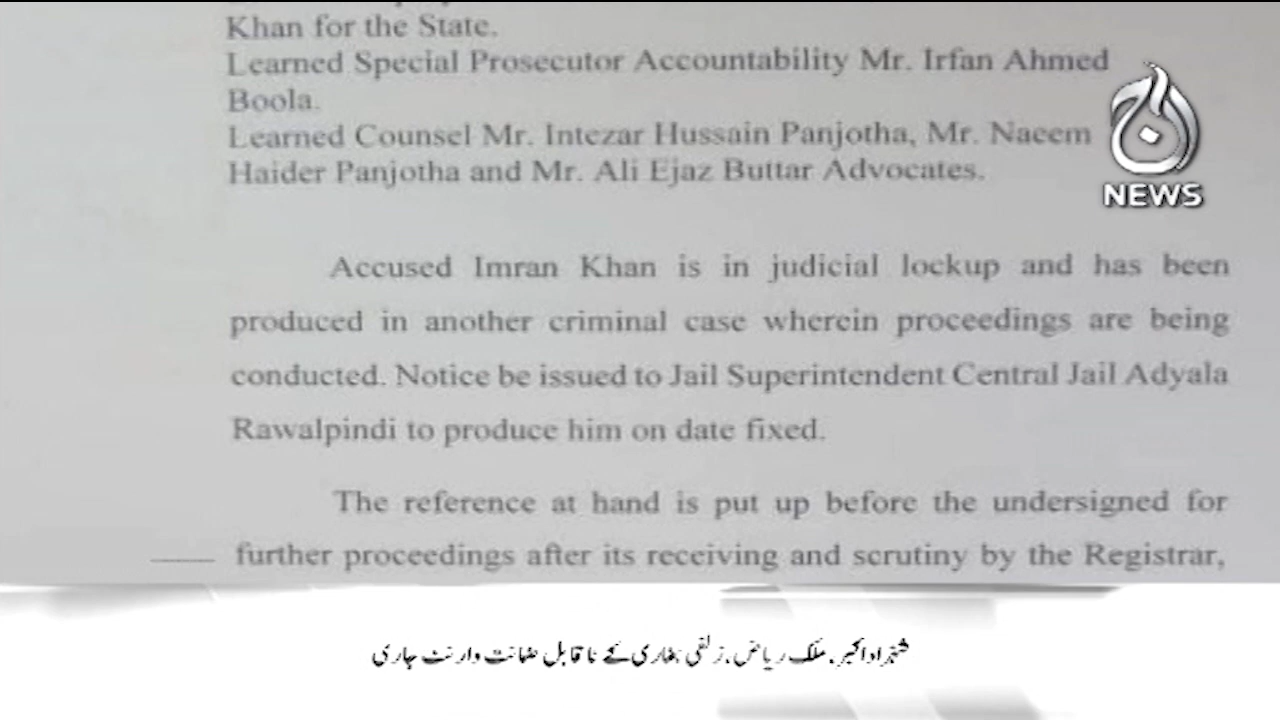 Khan for the State.
Learned Special Prosecutor Accountability Mr. Irfan Ahmed
Boola.
Learned Counsel Mr. Intezar Hussain Panjotha, Mr. Naeem
Haider Panjotha and Mr. Ali Ejaz Buttar Advocates.
NEWS
Accused Imran Khan is in judicial lockup and has been
produced in another criminal case wherein proceedings are being
conducted. Notice be issued to Jail Superintendent Central Jail Adyala
Rawalpindi to produce him on date fixed.
The reference at hand is put up before the undersigned for
further proceedings after its receiving and scrutiny by the Registrar,
شہزاد اکبر، ملک ریاض، زلفی بخاری کے ناقابل ضمانت وارنٹ جاری